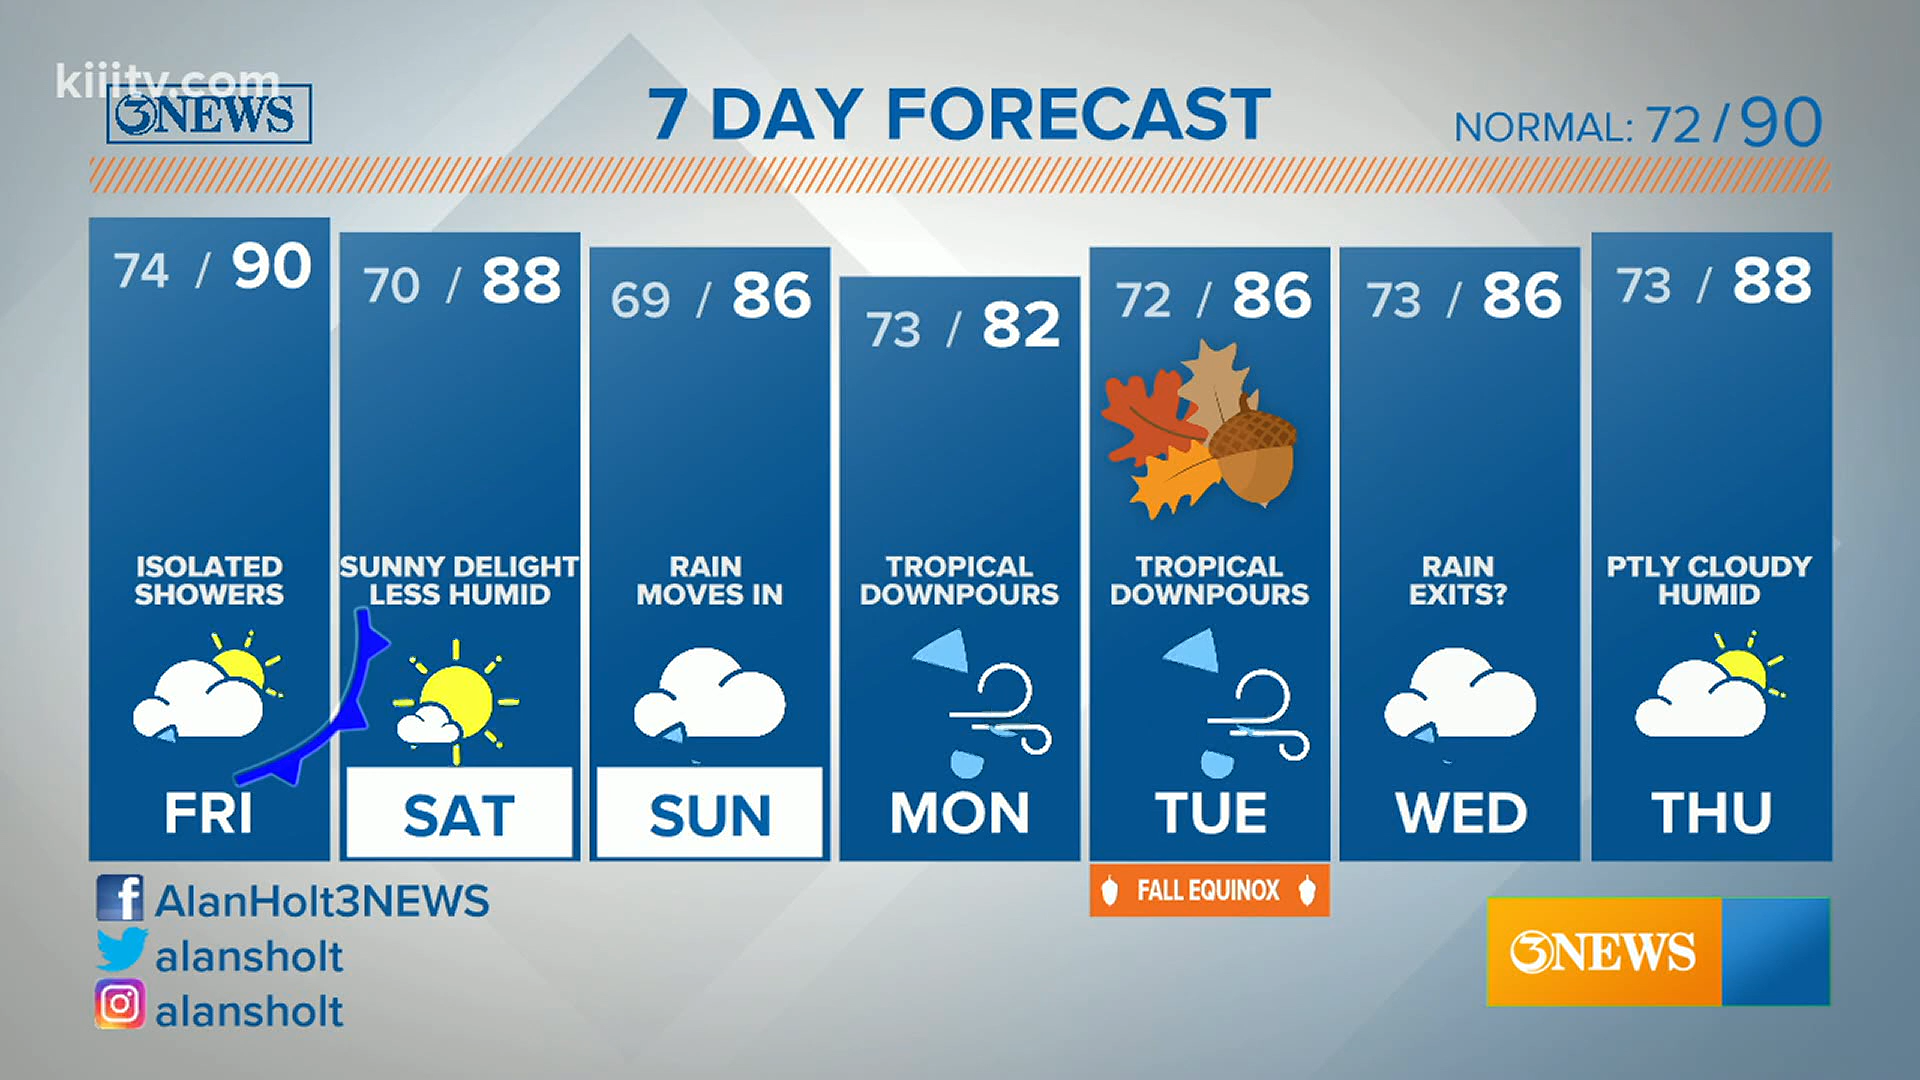 kiiitv.com
3NEWS
7 DAY FORECAST
NORMAL: 72 / 90
74 / 90
ISOLATED
SHOWERS
FRI
70 / 88
SUNNY DELIGHT
LESS HUMID
SAT
69 / 86
RAIN
MOVES IN
SUN
73 / 82
TROPICAL
DOWNPOURS
MON
72 / 86
TROPICAL
DOWNPOURS
TUE
FALL EQUINOX
73 / 86
RAIN
EXITS?
WED
73 / 88
PTLY CLOUDY
HUMID
THU
f AlanHolt3NEWS
alansholt
alansholt
3NEWS